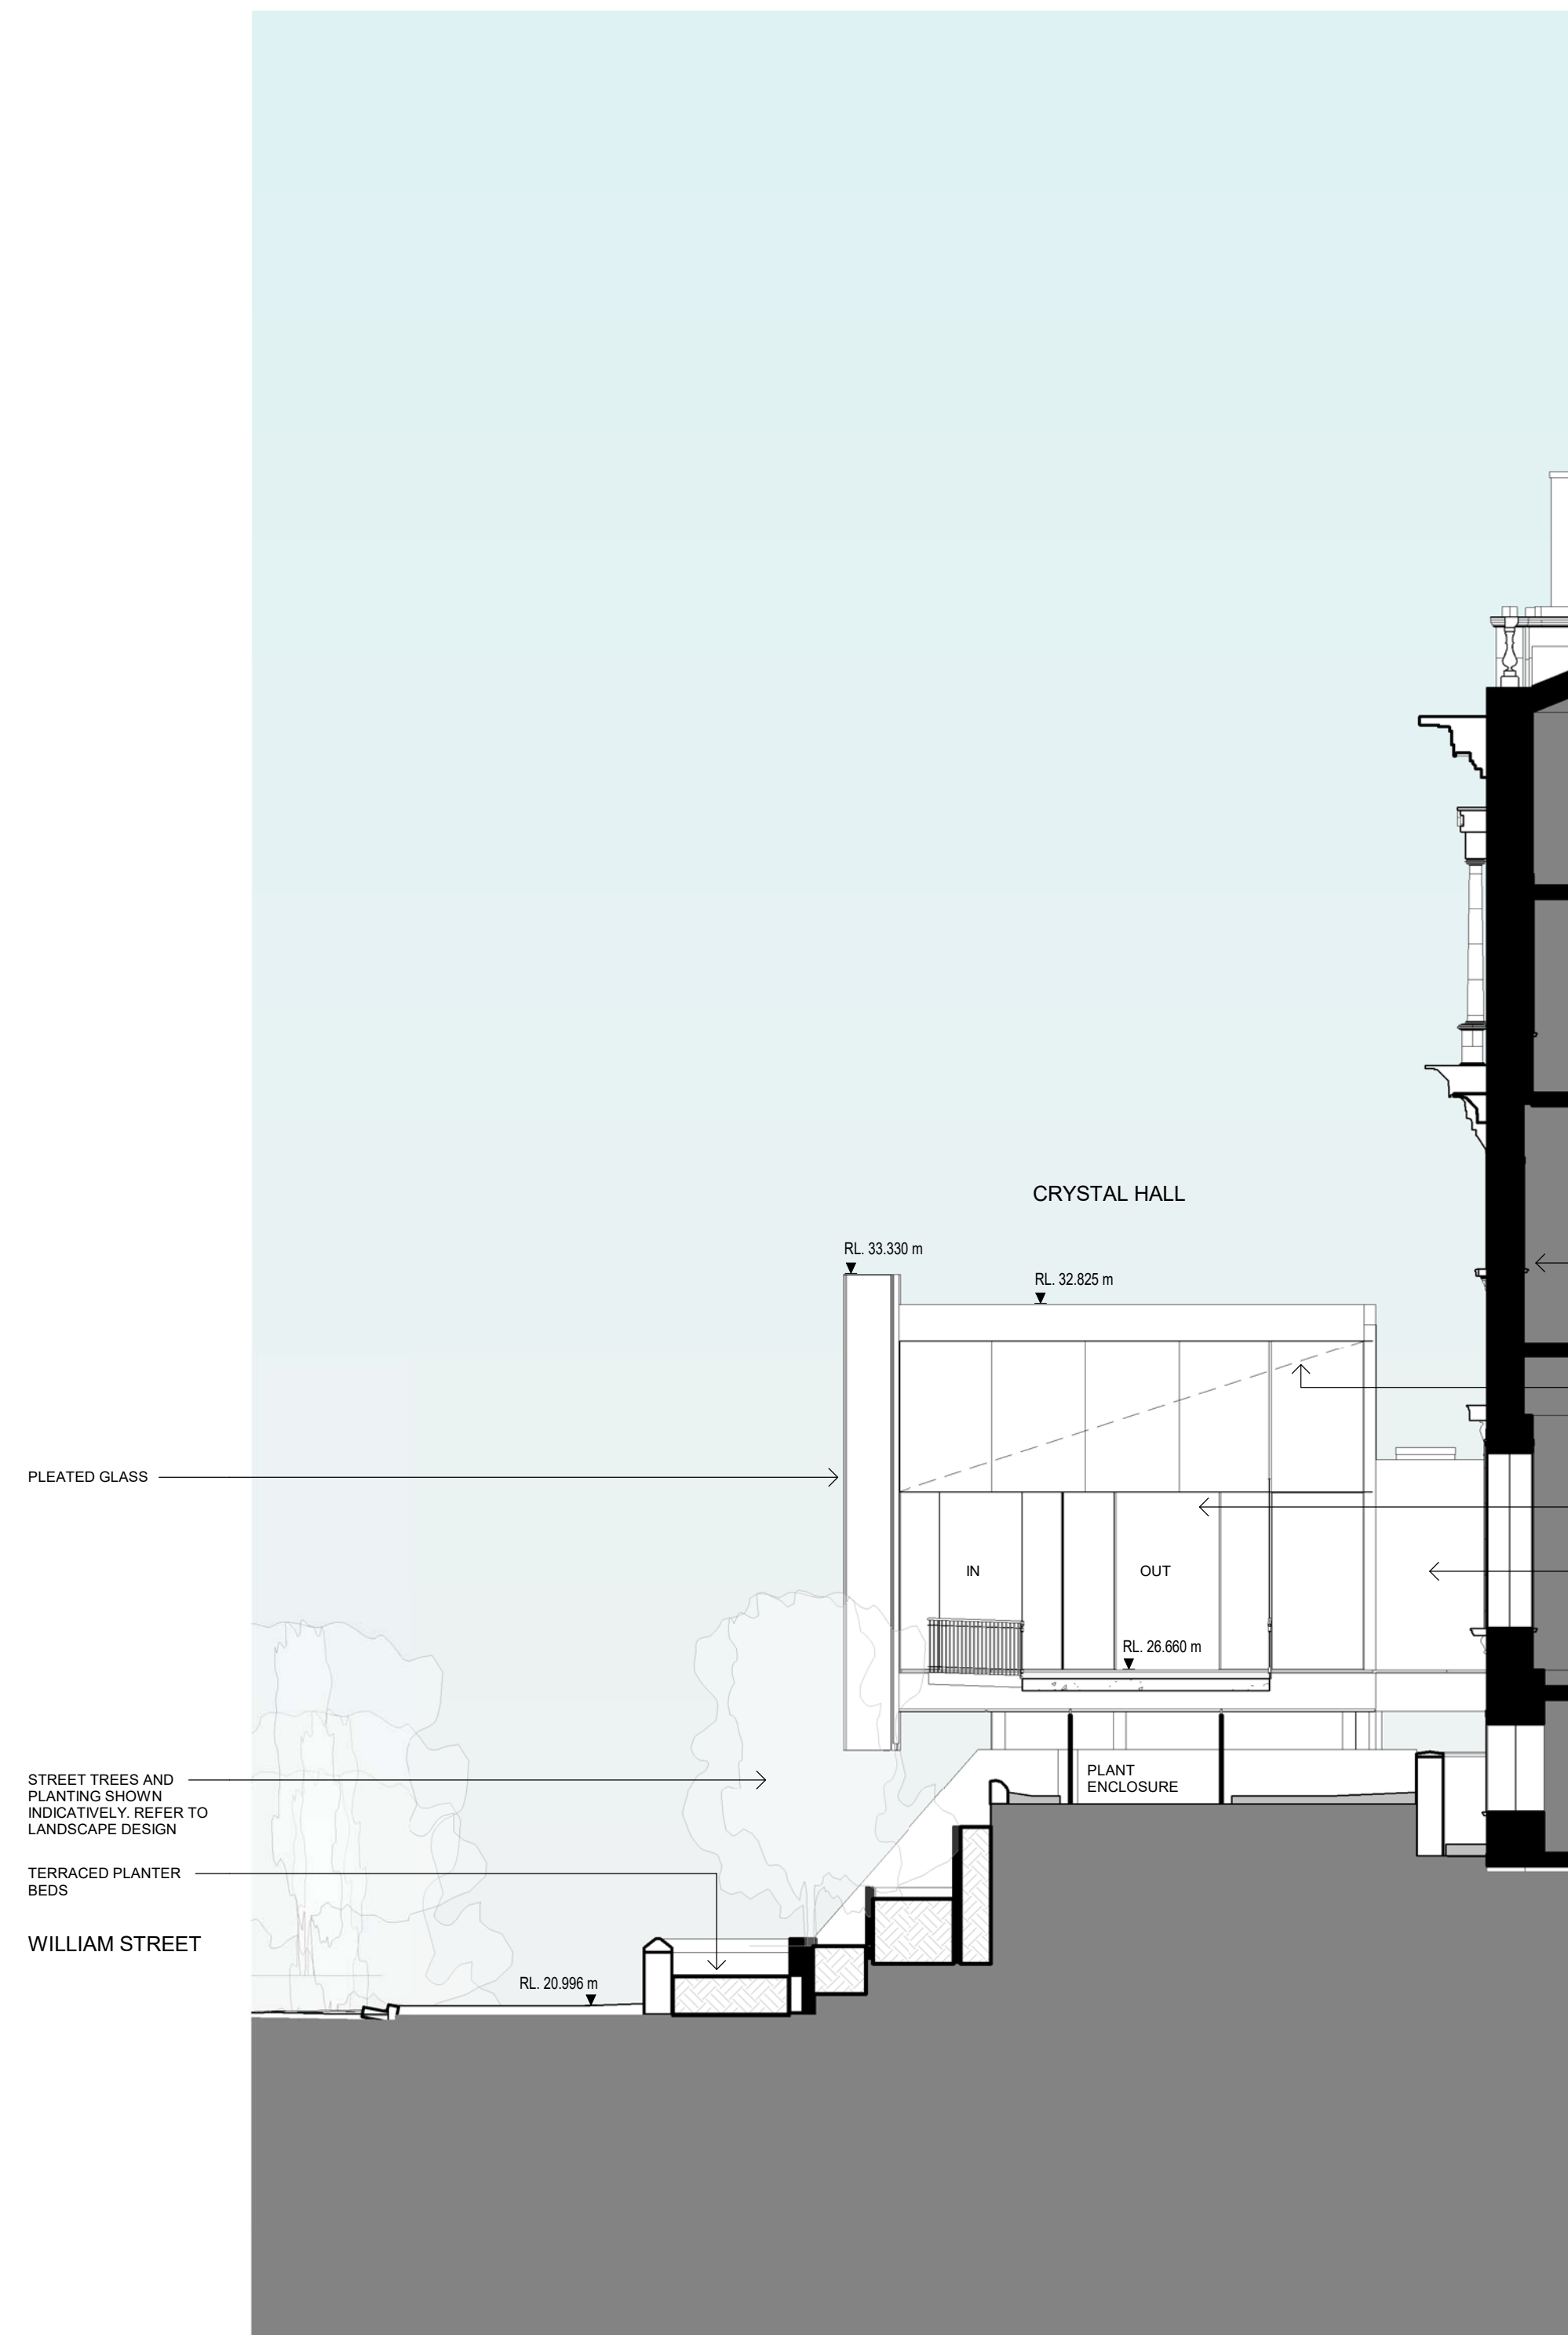 CRYSTAL HALL
RL. 33.330 m
RL. 32.825 m
PLEATED GLASS
IN
OUT
RL. 26.660 m
PLANT
ENCLOSURE
STREET TREES AND
PLANTING SHOWN
INDICATIVELY. REFER TO
LANDSCAPE DESIGN
TERRACED PLANTER
BEDS
WILLIAM STREET
RL. 20.996 m